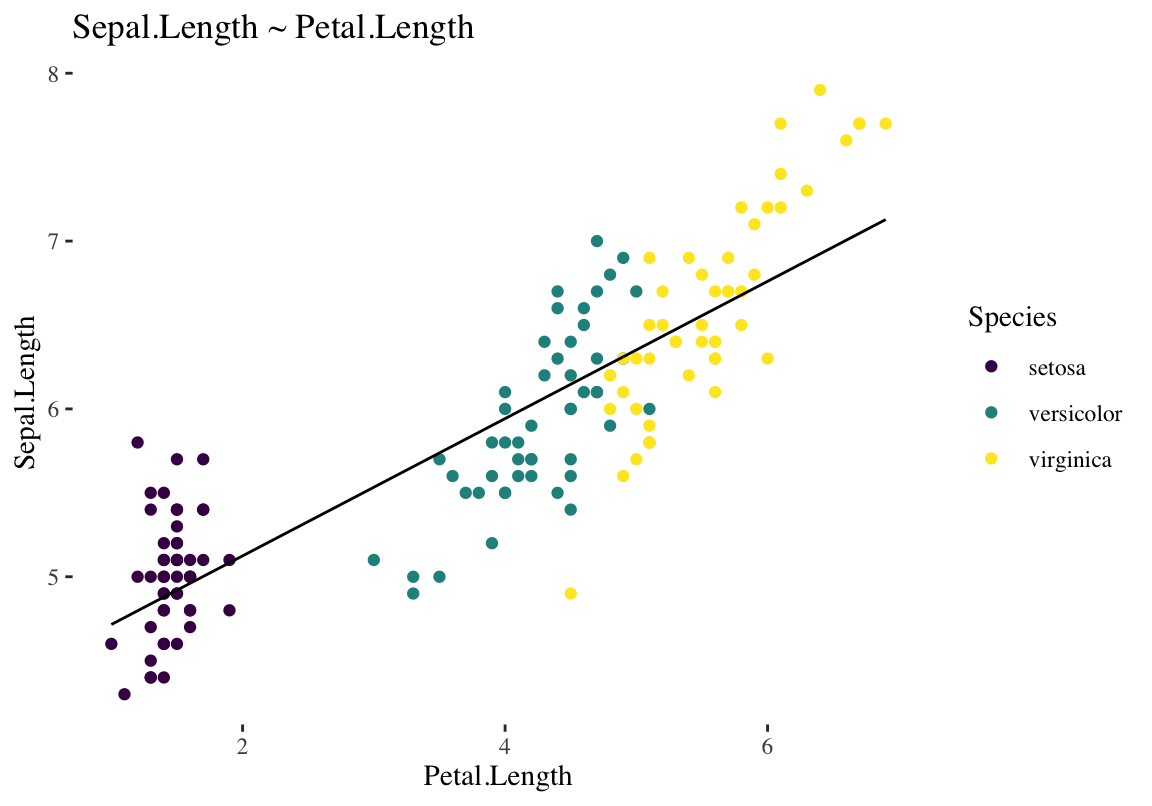 Sepal.Length ~ Petal.Length
8
7
6
5
Sepal.Length
2
4
6
Petal.Length
Species
setosa
versicolor
virginica